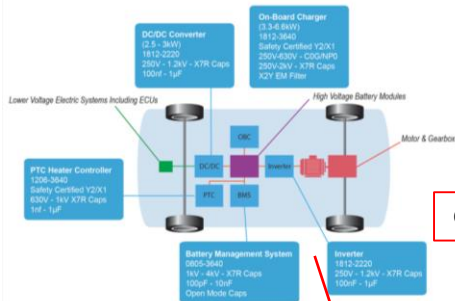 DC/DC Converter
(2.5 - 3kW)
1812-2220
250V - 1.2kV - X7R Caps
100nf - 1µF
On-Board Charger
(3.3-6.6kW)
1812-3640
Safety Certified Y2/X1
250V-630V - C0G/NP0
250V-2kV - X7R Caps
X2Y EM Filter
Lower Voltage Electric Systems Including ECUs
High Voltage Battery Modules
Motor & Gearbox
OBC
DC/DC
Inverter
PTC
BMS
PTC Heater Controller
1206-3640
Safety Certified Y2/X1
630V - 1kV X7R Caps
1nf - 1µF
Battery Management System
0805-3640
1kV - 4kV - X7R Caps
100pF - 10nF
Open Mode Caps
Inverter
1812-2220
250V - 1.2kV - X7R Caps
100nF - 1µF